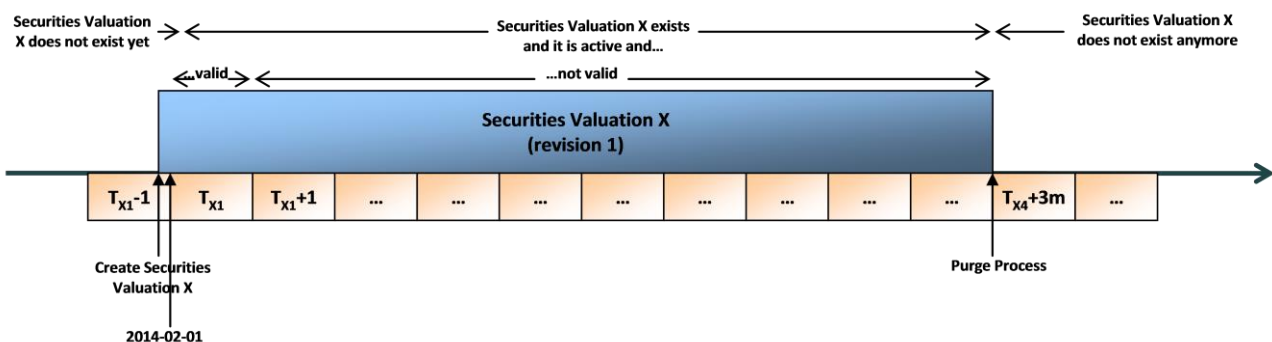 Securities Valuation
X does not exist yet
Securities Valuation X exists
and it is active and...
Securities Valuation X
does not exist anymore
...valid
...not valid
Securities Valuation X
(revision 1)
TX1-1
TX1
TX1+1
...
...
...
...
...
...
...
...
TX4+3m
...
Create Securities
Valuation X
Purge Process
2014-02-01